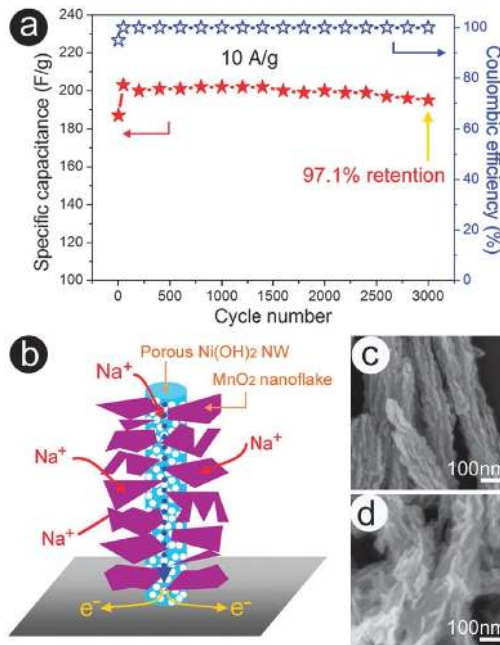 a
240
220
200
180
160
140
120
100
Specific capacitance (F/g)
10 A/g
97.1% retention
100
80
60
40
20
0
Coulombic efficiency (%)
0 500 1000 1500 2000 2500 3000
Cycle number
b
Porous Ni(OH)2 NW
MnO₂ nanoflake
Na⁺
Na⁺
Na⁺
Na⁺
e⁻ e⁻
c
100nm
d
100nm